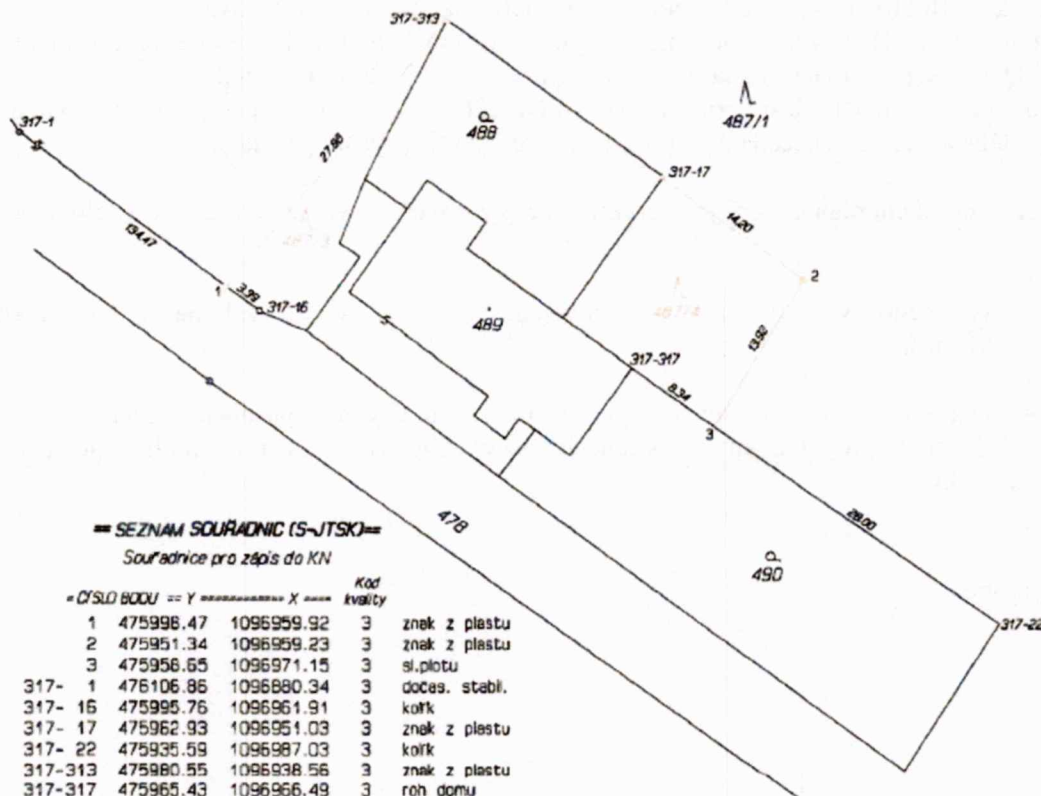 317-313
487/1
488
317-1
27.98
317-17
14.20
134.47
2
1
3.99
317-16
489
13.92
317-317
8.34
3
28.00
478
490
317-22
== SEZNAM SOUŘADNIC (S-JTSK)==
Souřadnice pro zápis do KN
Kód
ČÍSLO BODU == Y =========== X ==== kvality
1 475998.47 1096959.92 3 znak z plastu
2 475951.34 1096959.23 3 znak z plastu
3 475958.65 1096971.15 3 sl.plotu
317- 1 476106.86 1096880.34 3 dočas. stabil.
317- 16 475995.76 1096961.91 3 kolík
317- 17 475962.93 1096951.03 3 znak z plastu
317- 22 475935.59 1096987.03 3 kolík
317-313 475980.55 1096938.56 3 znak z plastu
317-317 475965.43 1096966.49 3 roh domu